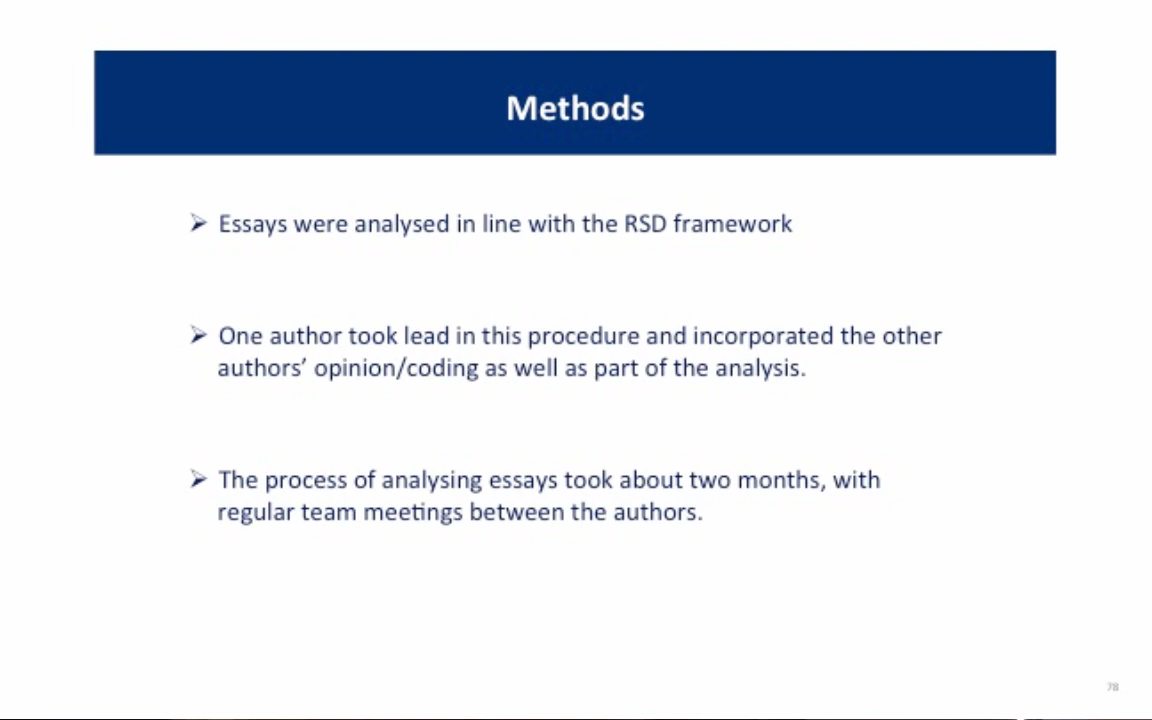 Methods
➢ Essays were analysed in line with the RSD framework
➢ One author took lead in this procedure and incorporated the other
authors’ opinion/coding as well as part of the analysis.
➢ The process of analysing essays took about two months, with
regular team meetings between the authors.
78